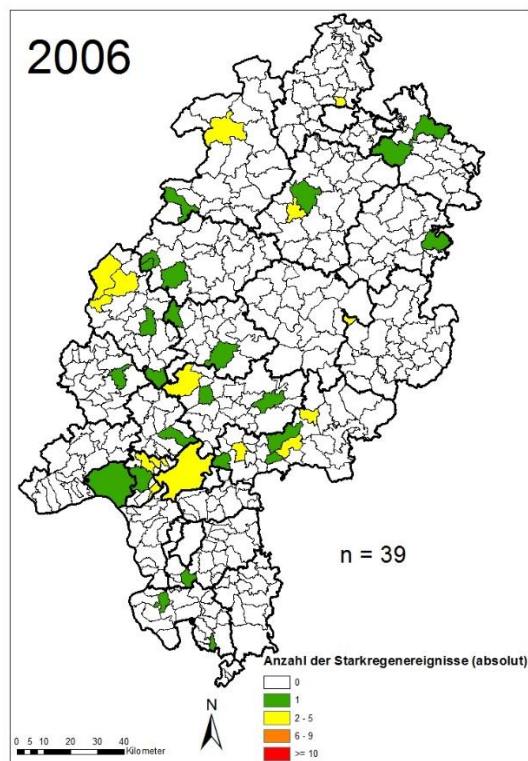 2006
n = 39
Anzahl der Starkregenereignisse (absolut)
0
1
2 - 5
6 - 9
>= 10
N
0 5 10 20 30 40
Kilometer